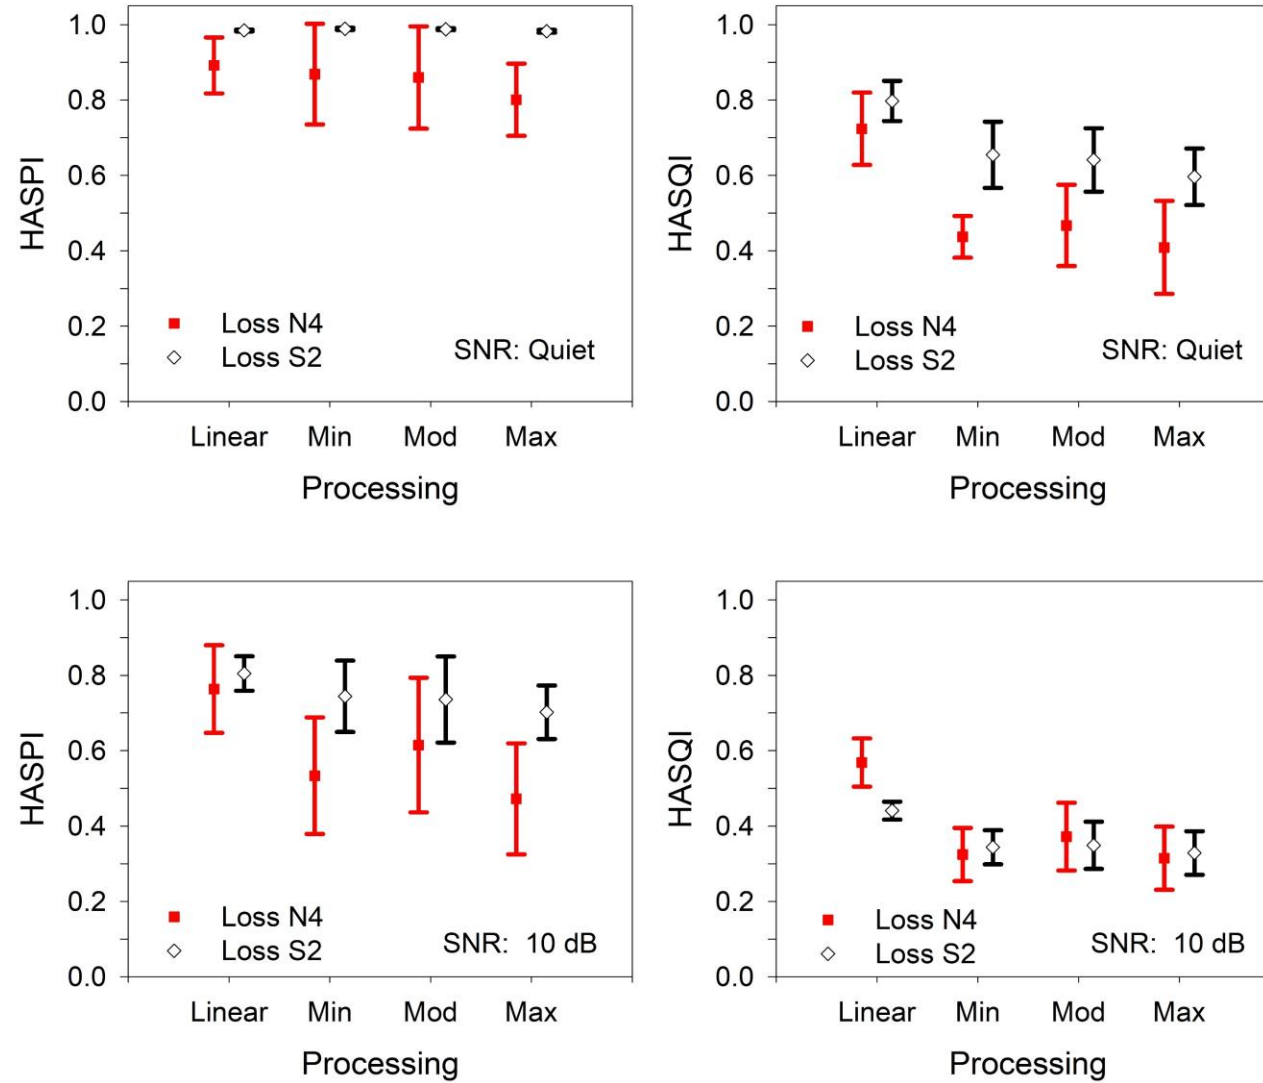 1.0
0.8
0.6
0.4
0.2
0.0
HASPI
Loss N4
Loss S2
SNR: Quiet
Linear Min Mod Max
Processing
1.0
0.8
0.6
0.4
0.2
0.0
HASQI
Loss N4
Loss S2
SNR: Quiet
Linear Min Mod Max
Processing
1.0
0.8
0.6
0.4
0.2
0.0
HASPI
Loss N4
Loss S2
SNR: 10 dB
Linear Min Mod Max
Processing
1.0
0.8
0.6
0.4
0.2
0.0
HASQI
Loss N4
Loss S2
SNR: 10 dB
Linear Min Mod Max
Processing